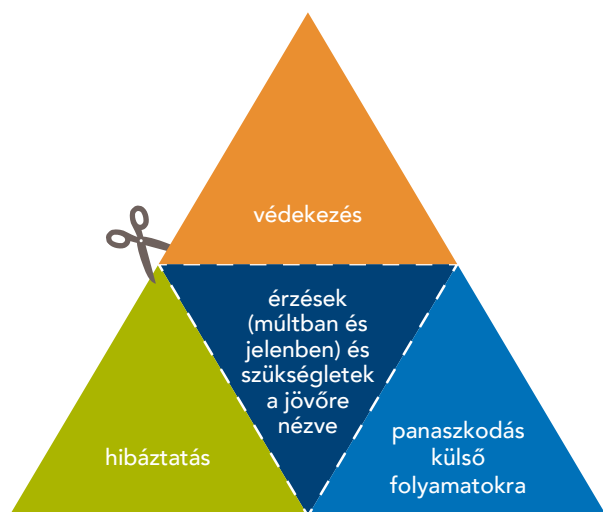 védekezés
érzések
(múltban és
jelenben) és
szükségletek
a jövőre
nézve
hibáztatás
panaszkodás
külső
folyamatokra